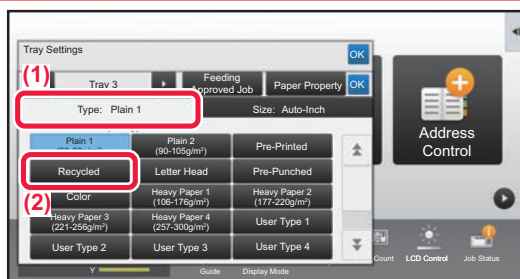 Tray Settings
OK
(1)
Tray 3
Feeding
Approved Job
Paper Property
OK
Type: Plain 1
Size: Auto-Inch
Plain 1
Plain 2
(90-105g/m²)
Pre-Printed
Recycled
Letter Head
Pre-Punched
(2)
Color
Heavy Paper 1
(106-176g/m²)
Heavy Paper 2
(177-220g/m²)
Heavy Paper 3
(221-256g/m²)
Heavy Paper 4
(257-300g/m²)
User Type 1
User Type 2
User Type 3
User Type 4
Address
Control
Count
LCD Control
Job Status
Y
Guide
Display Mode